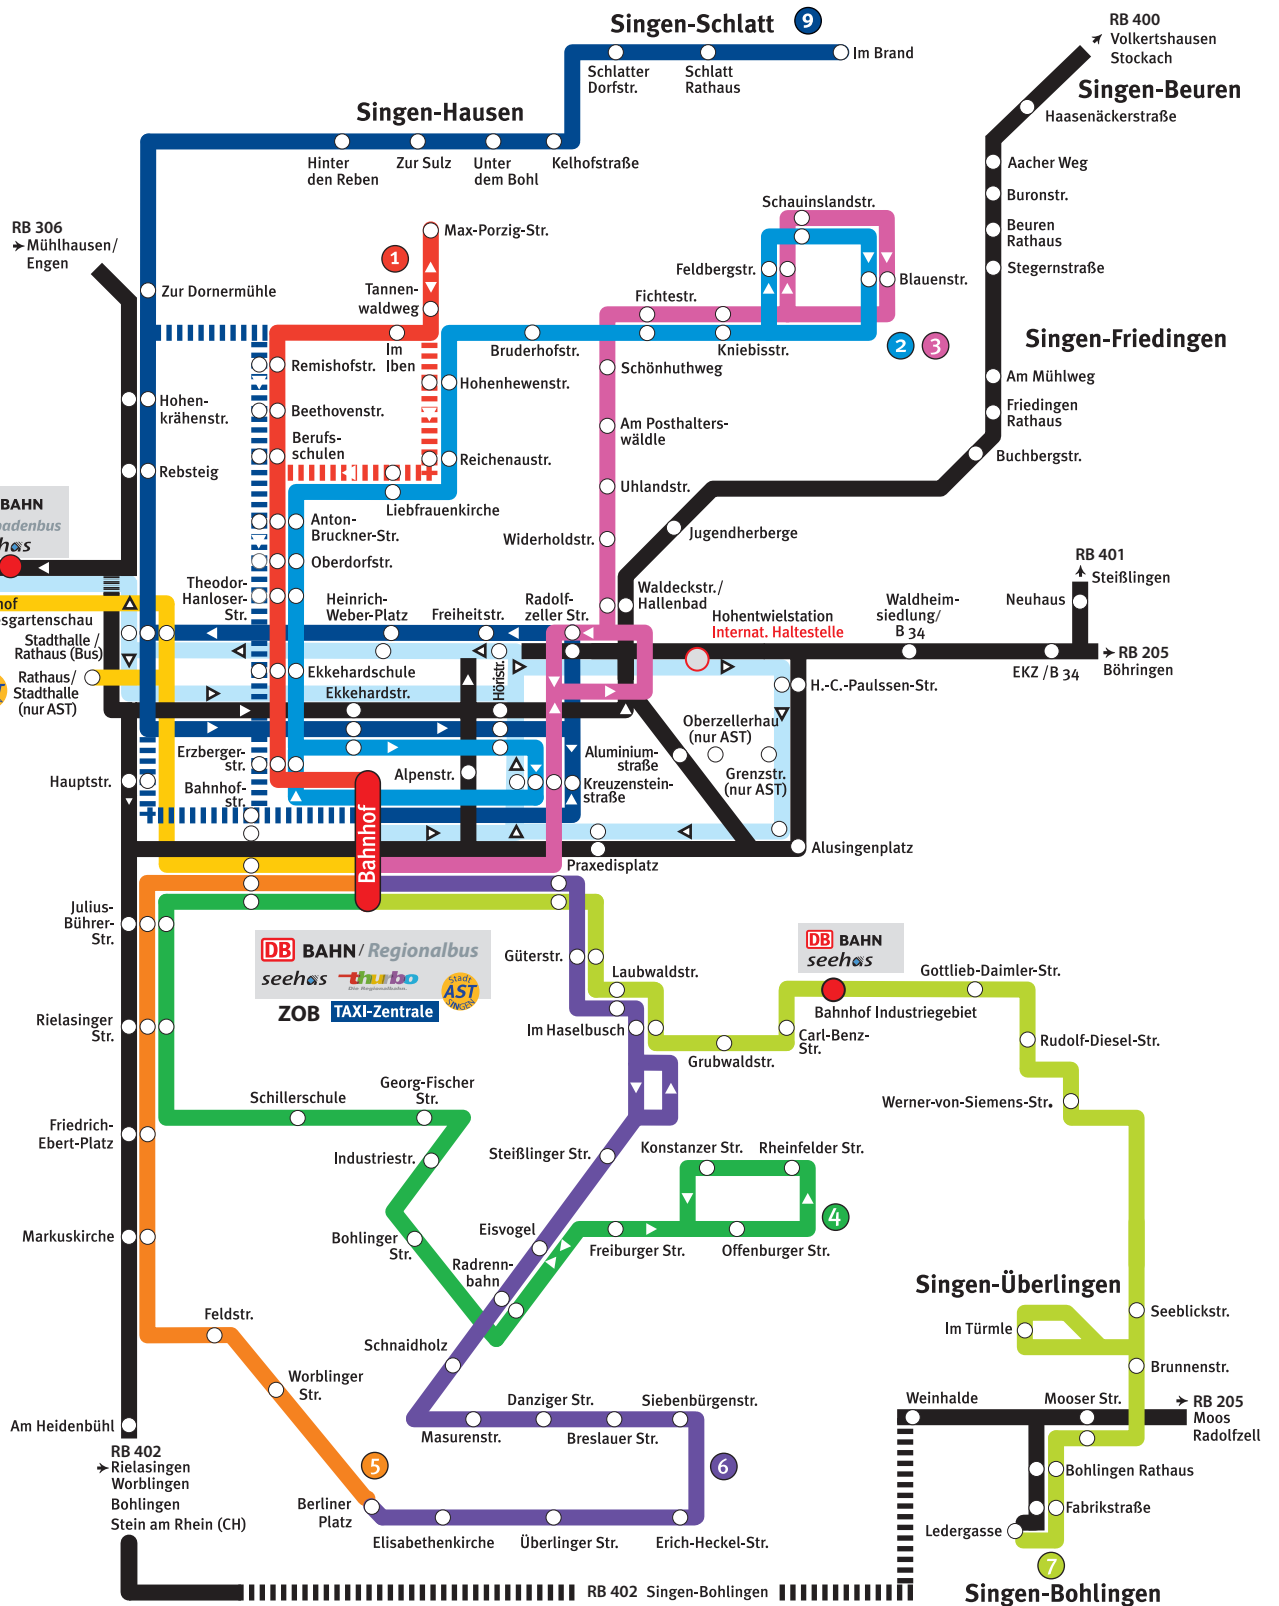 Singen-Schlatt 9
RB 400
Volkertshausen
Stockach
Im Brand
Schlatter
Dorfstr.
Schlatt
Rathaus
Singen-Beuren
Haasenäckerstraße
Singen-Hausen
Hinter
den Reben
Zur Sulz
Unter
dem Bohl
Kelhofstraße
Aacher Weg
Buronstr.
Beuren
Rathaus
Stegernstraße
RB 306
Mühlhausen/
Engen
Max-Porzig-Str.
1
Tannen-
waldweg
Schauinslandstr.
Feldbergstr.
Blauenstr.
Zur Dornermühle
Fichtestr.
Im
Iben
Bruderhofstr.
Kniebisstr.
2 3
Singen-Friedingen
Remishofstr.
Hohenhewenstr.
Schönhuthweg
Am Mühlweg
Hohen-
krähenstr.
Beethovenstr.
Friedingen
Rathaus
Berufs-
schulen
Am Posthalters-
wäldle
Buchbergstr.
Rebsteig
Reichenaustr.
Uhlandstr.
BAHN
Liebfrauenkirche
Anton-
Bruckner-Str.
Widerholdstr.
Jugendherberge
Oberdorfstr.
RB 401
Steißlingen
Theodor-
Hanloser-
Str.
Heinrich-
Weber-Platz
Freiheitstr.
Radolf-
zeller Str.
Waldeckstr./
Hallenbad
Hohentwielstation
Internat. Haltestelle
Waldheim-
siedlung/
B 34
Neuhaus
hof
esgartenschau
Stadthalle /
Rathaus (Bus)
RB 205
Böhringen
EKZ /B 34
Rathaus/
Stadthalle
(nur AST)
Ekkehardschule
Ekkehardstr.
Höristr.
H.-C.-Paulssen-Str.
Oberzellerhau
(nur AST)
Erzberger-
str.
Alpenstr.
Aluminium-
straße
Grenzstr.
(nur AST)
Hauptstr.
Bahnhof-
str.
Kreuzenstein-
straße
Bahnhof
Praxedisplatz
Alusingenplatz
Julius-
Bührer-
Str.
DB BAHN/Regionalbus
seehas thurbo
Die Regionalbahn.
Stadt
AST
SINGEN
ZOB TAXI-Zentrale
Güterstr.
Laubwaldstr.
DB BAHN
seehas
Gottlieb-Daimler-Str.
Bahnhof Industriegebiet
Rielasinger
Str.
Im Haselbusch
Grubwaldstr.
Carl-Benz-
Str.
Rudolf-Diesel-Str.
Schillerschule
Georg-Fischer
Str.
Werner-von-Siemens-Str.
Friedrich-
Ebert-Platz
Industriestr.
Steißlinger Str.
Konstanzer Str.
Rheinfelder Str.
4
Markuskirche
Bohlinger
Str.
Eisvogel
Freiburger Str.
Offenburger Str.
Radrenn-
bahn
Singen-Überlingen
Feldstr.
Im Türmle
Seeblickstr.
Schnaidholz
Brunnenstr.
Worblinger
Str.
Danziger Str.
Siebenbürgenstr.
Weinhalde
Mooser Str.
RB 205
Moos
Radolfzell
Am Heidenbühl
Masurenstr.
Breslauer Str.
RB 402
Rielasingen
Worblingen
Bohlingen
Stein am Rhein (CH)
5
6
Bohlingen Rathaus
Berliner
Platz
Fabrikstraße
Elisabethenkirche
Überlinger Str.
Erich-Heckel-Str.
Ledergasse
7
RB 402 Singen-Bohlingen
Singen-Bohlingen